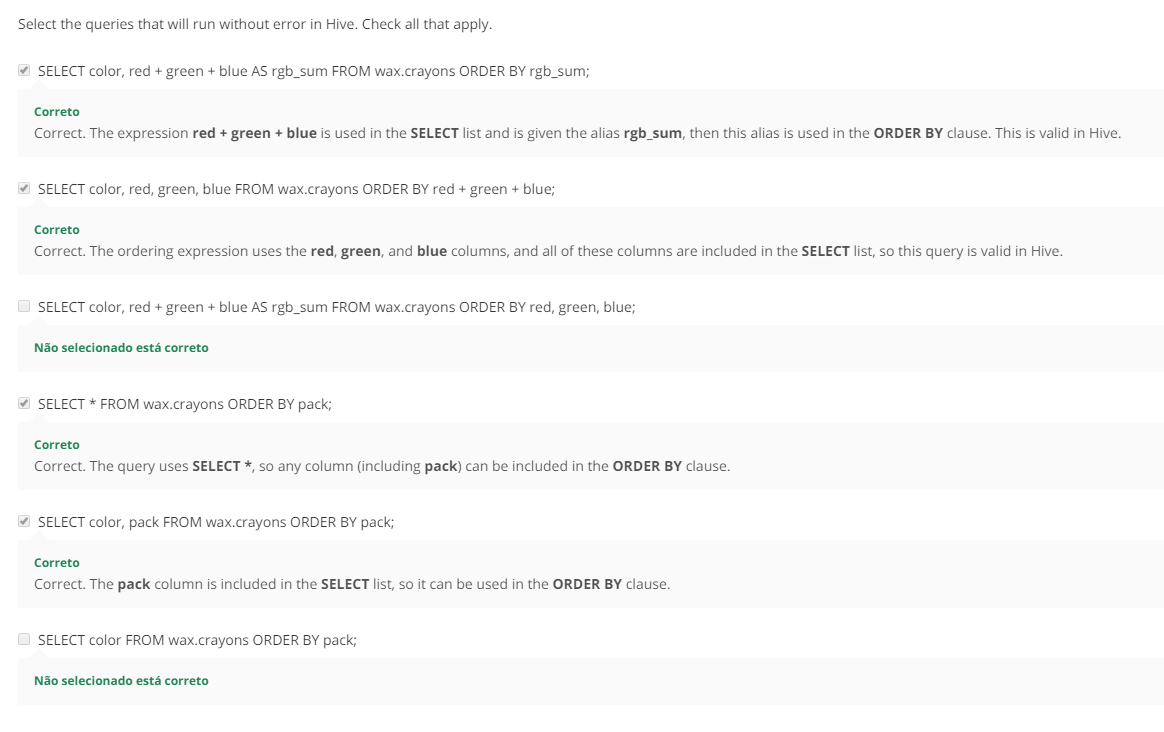 Select the queries that will run without error in Hive. Check all that apply.
SELECT color, red + green + blue AS rgb_sum FROM wax.crayons ORDER BY rgb_sum;
Correto
Correct. The expression red + green + blue is used in the SELECT list and is given the alias rgb_sum, then this alias is used in the ORDER BY clause. This is valid in Hive.
SELECT color, red, green, blue FROM wax.crayons ORDER BY red + green + blue;
Correto
Correct. The ordering expression uses the red, green, and blue columns, and all of these columns are included in the SELECT list, so this query is valid in Hive.
SELECT color, red + green + blue AS rgb_sum FROM wax.crayons ORDER BY red, green, blue;
Não selecionado está correto
SELECT * FROM wax.crayons ORDER BY pack;
Correto
Correct. The query uses SELECT *, so any column (including pack) can be included in the ORDER BY clause.
SELECT color, pack FROM wax.crayons ORDER BY pack;
Correto
Correct. The pack column is included in the SELECT list, so it can be used in the ORDER BY clause.
SELECT color FROM wax.crayons ORDER BY pack;
Não selecionado está correto